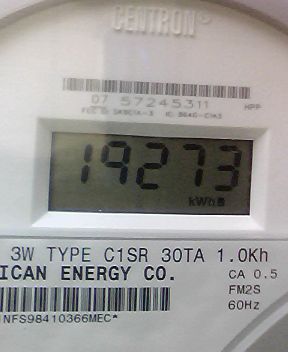 CENTRON®
07 57245311 HPP
19273
kWh
3W TYPE C1SR 30TA 1.0Kh
ICAN ENERGY CO. CA 0.5
FM2S
60Hz
NFS98410366MEC*